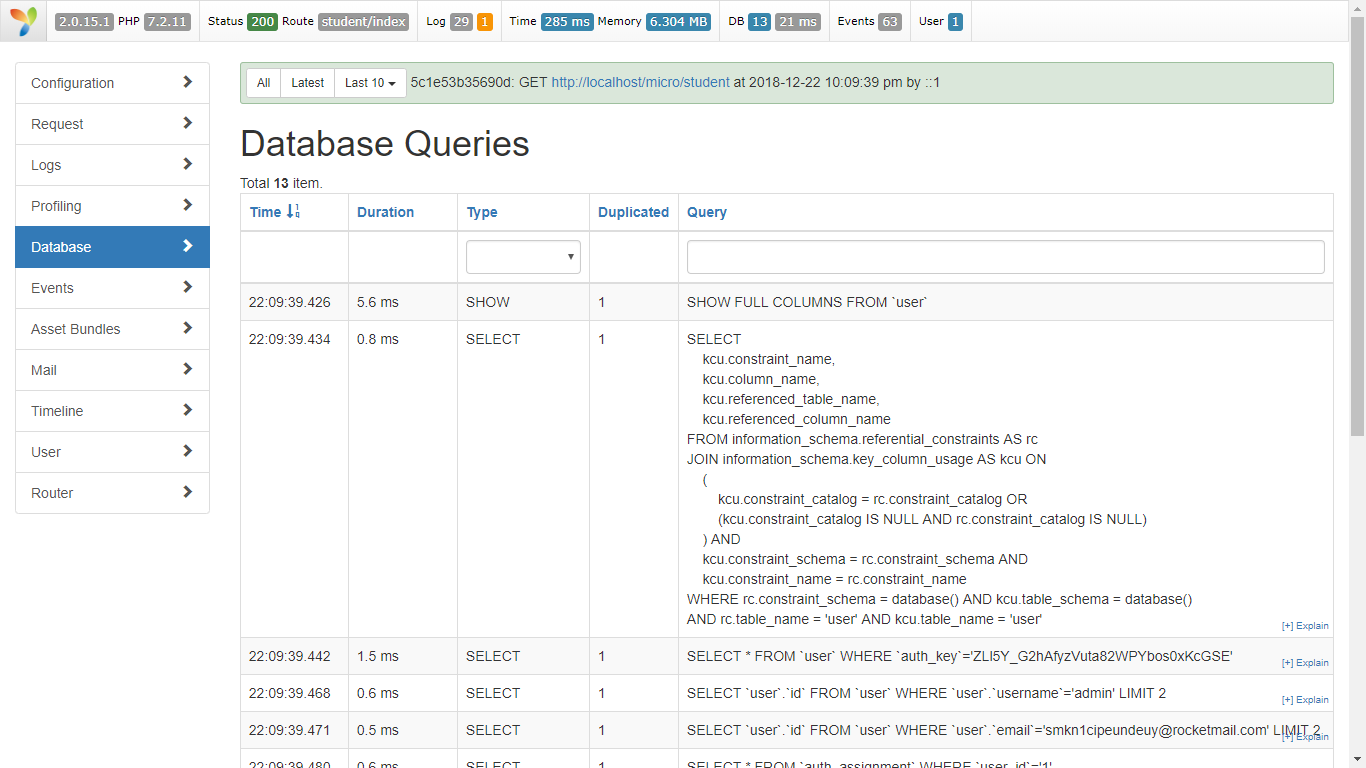 2.0.15.1 PHP 7.2.11 Status 200 Route student/index Log 29 1 Time 285 ms Memory 6.304 MB DB 13 21 ms Events 63 User 1
All Latest Last 10 5c1e53b35690d: GET http://localhost/micro/student at 2018-12-22 10:09:39 pm by ::1
Configuration
Request
Logs
Profiling
Database
Events
Asset Bundles
Mail
Timeline
User
Router
Database Queries
Total 13 item.
Time Duration Type Duplicated Query
22:09:39.426 5.6 ms SHOW 1 SHOW FULL COLUMNS FROM `user`
22:09:39.434 0.8 ms SELECT 1 SELECT
kcu.constraint_name,
kcu.column_name,
kcu.referenced_table_name,
kcu.referenced_column_name
FROM information_schema.referential_constraints AS rc
JOIN information_schema.key_column_usage AS kcu ON
(
kcu.constraint_catalog = rc.constraint_catalog OR
(kcu.constraint_catalog IS NULL AND rc.constraint_catalog IS NULL)
) AND
kcu.constraint_schema = rc.constraint_schema AND
kcu.constraint_name = rc.constraint_name
WHERE rc.constraint_schema = database() AND kcu.table_schema = database()
AND rc.table_name = 'user' AND kcu.table_name = 'user'
[+] Explain
22:09:39.442 1.5 ms SELECT 1 SELECT * FROM `user` WHERE `auth_key`='ZLI5Y_G2hAfyzVuta82WPYbos0xKcGSE'
[+] Explain
22:09:39.468 0.6 ms SELECT 1 SELECT `user`.`id` FROM `user` WHERE `user`.`username`='admin' LIMIT 2
[+] Explain
22:09:39.471 0.5 ms SELECT 1 SELECT `user`.`id` FROM `user` WHERE `user`.`email`='smkn1cipeundeuy@rocketmail.com' LIMIT 2
[+] Explain
22:09:39.480 0.6 ms SELECT 1 SELECT * FROM `auth_assignment` WHERE `user_id`='1'